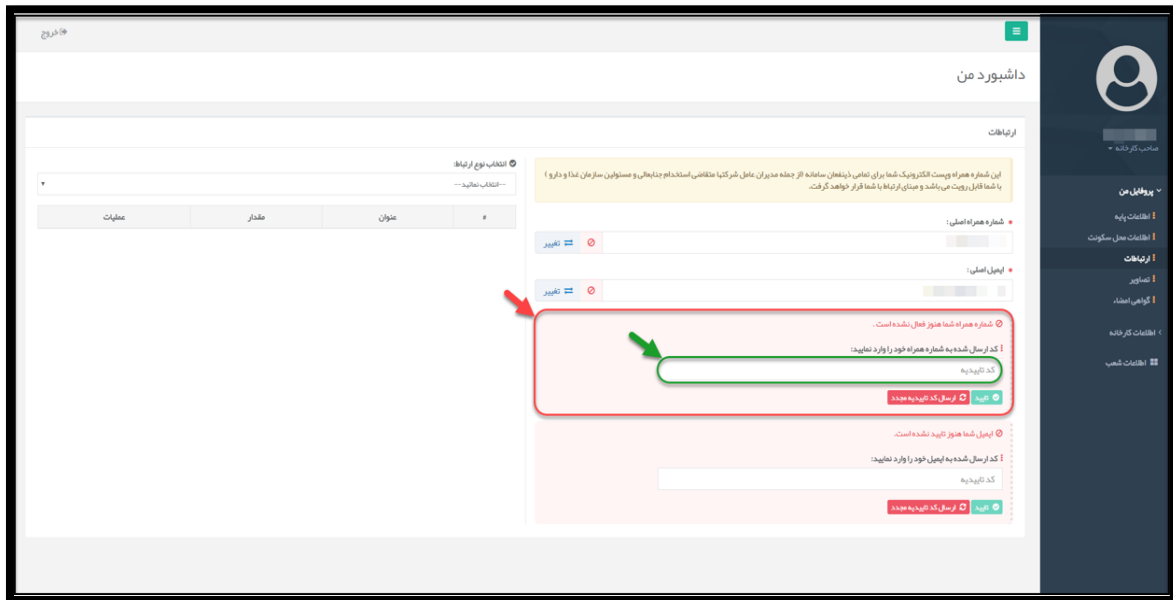 خروج
داشبورد من
صاحب کارخانه
پروفایل من
اطلاعات پایه
اطلاعات محل سکونت
ارتباطات
تصاویر
گواهی امضاء
اطلاعات کارخانه
اطلاعات شعب
ارتباطات
این شماره همراه وپست الکترونیک شما برای تمامی ذینفعان سامانه (از جمله مدیران عامل شرکتها متقاضی استخدام جنابعالی و مسئولین سازمان غذا و دارو )
با شما قابل رویت می باشد و مبنای ارتباط با شما قرار خواهد گرفت.
* شماره همراه اصلی :
تغییر
* ایمیل اصلی :
تغییر
شماره همراه شما هنوز فعال نشده است .
کد ارسال شده به شماره همراه خود را وارد نمایید:
کد تاییدیه
تایید ارسال کد تاییدیه مجدد
ایمیل شما هنوز تایید نشده است.
کد ارسال شده به ایمیل خود را وارد نمایید:
کد تاییدیه
تایید ارسال کد تاییدیه مجدد
انتخاب نوع ارتباط:
---انتخاب نمائید---
# عنوان مقدار عملیات